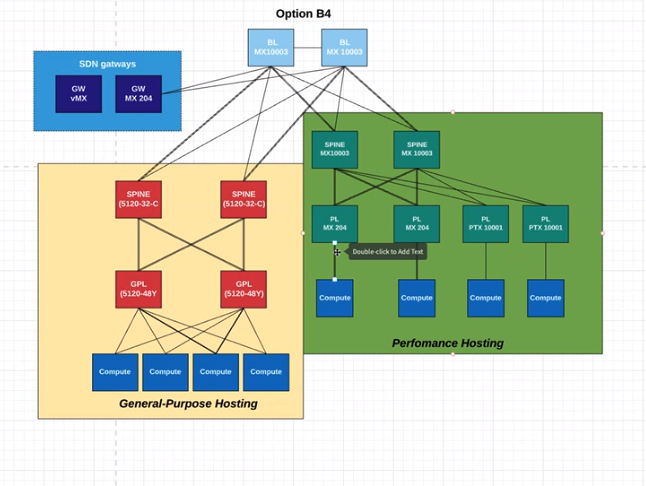 Option B4
BL
MX10003
BL
MX 10003
SDN gatways
GW
vMX
GW
MX 204
SPINE
MX10003
SPINE
MX 10003
SPINE
(5120-32-C
SPINE
(5120-32-C)
PL
MX 204
PL
MX 204
PL
PTX 10001
PL
PTX 10001
Double-click to Add Text
GPL
(5120-48Y
GPL
(5120-48Y)
Compute
Compute
Compute
Compute
Perfomance Hosting
Compute
Compute
Compute
Compute
General-Purpose Hosting